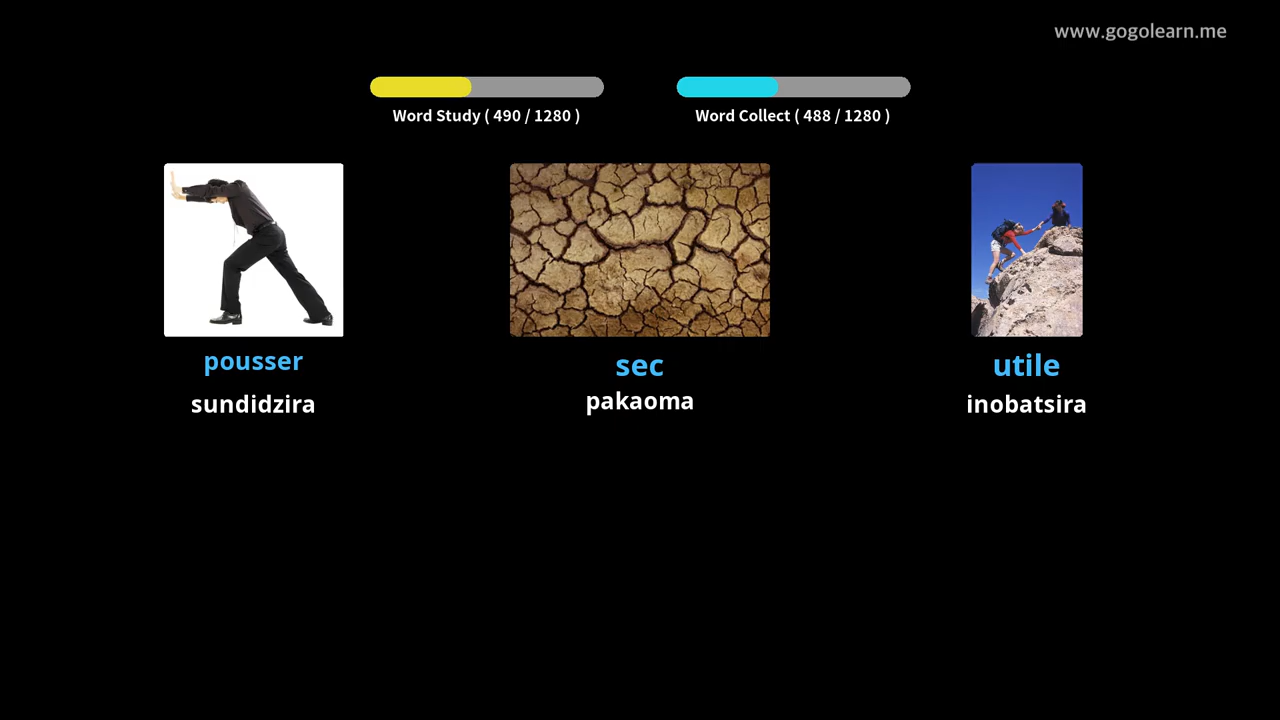 www.gogolearn.me
Word Study ( 490 / 1280 )
Word Collect ( 488 / 1280 )
pousser
sundidzira
sec
pakaoma
utile
inobatsira